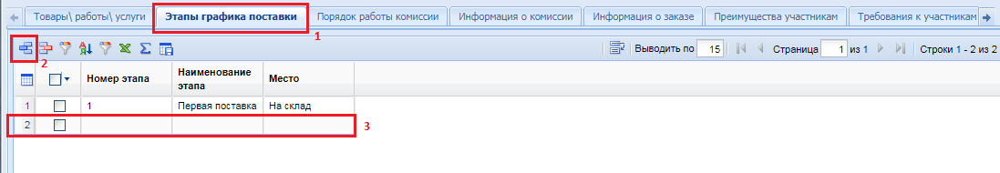 Товары\ работы\ услуги Этапы графика поставки Порядок работы комиссии Информация о комиссии Информация о заказе Преимущества участникам Требования к участникам
1
2
Выводить по 15 Страница 1 из 1 Строки 1 - 2 из 2
Номер этапа Наименование этапа Место
1 1 Первая поставка На склад
2
3